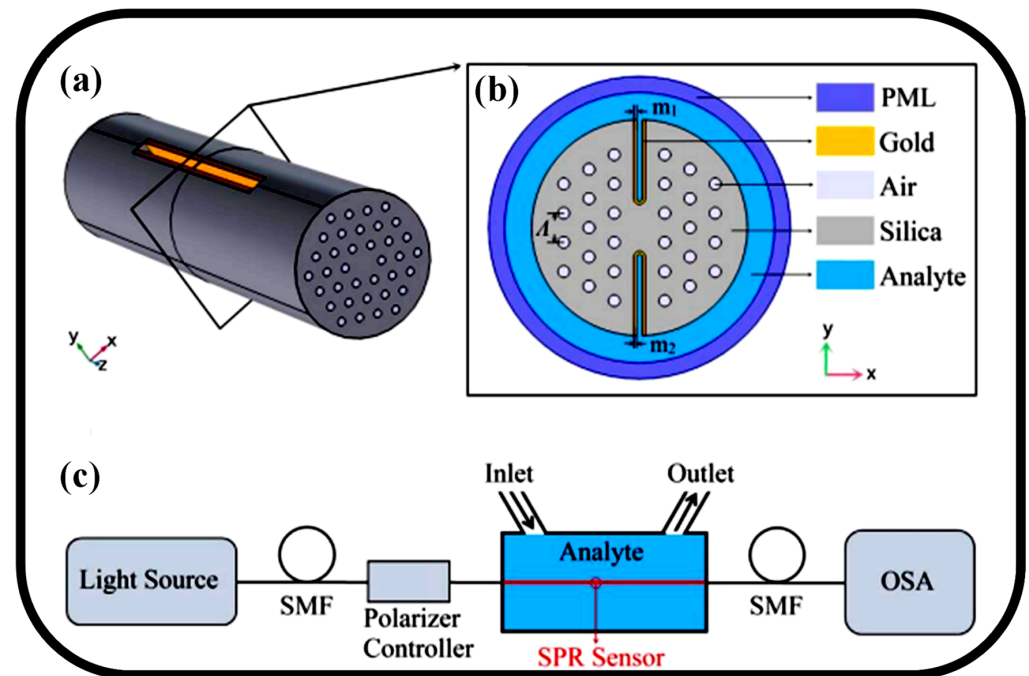 (a)
y
x
z
(b)
m1
Λ
m2
PML
Gold
Air
Silica
Analyte
y
x
(c)
Inlet
Outlet
Light Source
SMF
Polarizer
Controller
Analyte
SPR Sensor
SMF
OSA